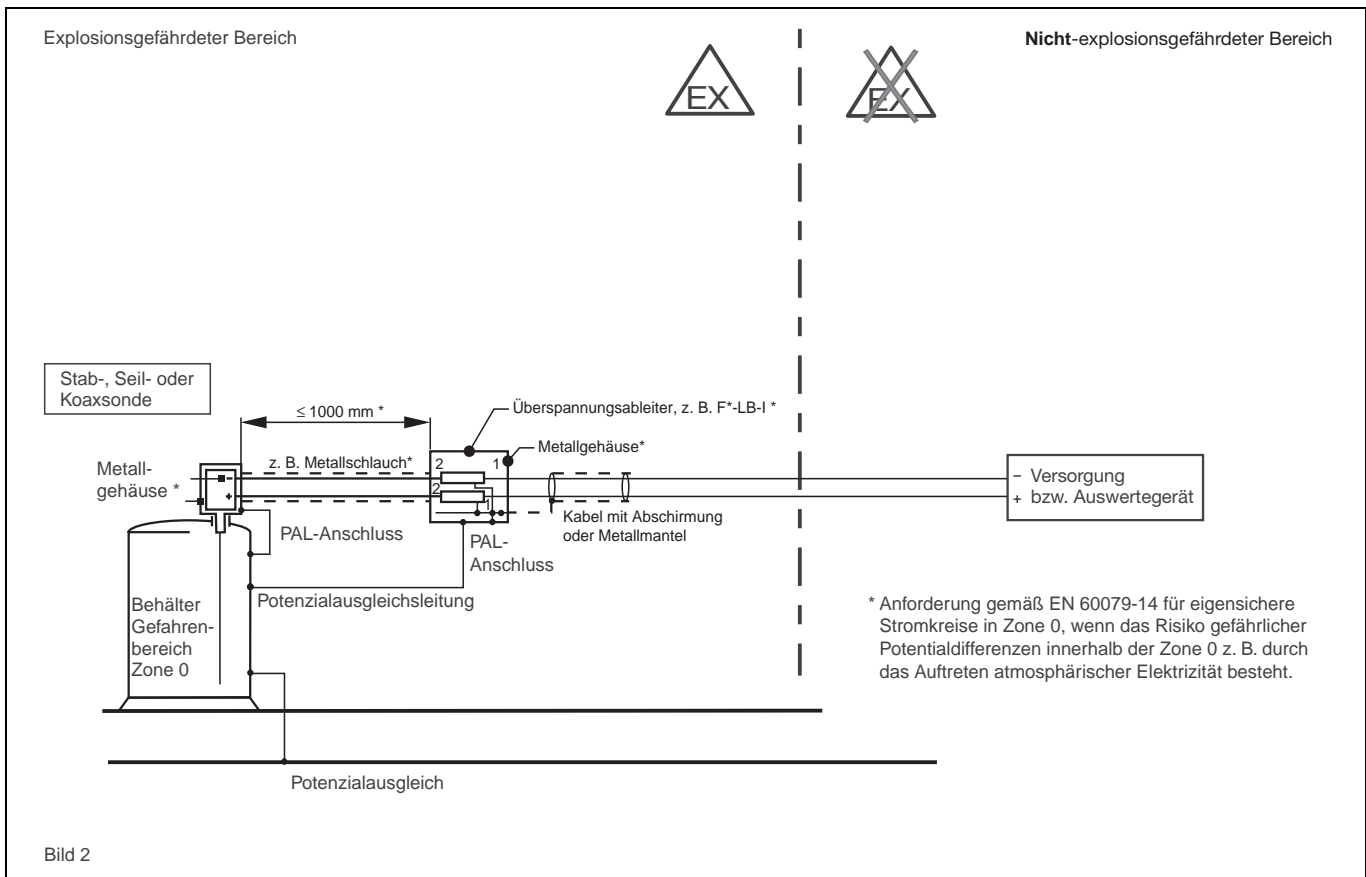 Explosionsgefährdeter Bereich
Nicht-explosionsgefährdeter Bereich
EX
EX
Stab-, Seil- oder
Koaxsonde
≤ 1000 mm *
Überspannungsableiter, z. B. F*-LB-I *
Metallgehäuse*
Metall-
gehäuse *
z. B. Metallschlauch*
2
1
2
1
–
+
– Versorgung
+ bzw. Auswertegerät
Kabel mit Abschirmung
oder Metallmantel
PAL-Anschluss
PAL-
Anschluss
Behälter
Gefahren-
bereich
Zone 0
Potenzialausgleichsleitung
* Anforderung gemäß EN 60079-14 für eigensichere
Stromkreise in Zone 0, wenn das Risiko gefährlicher
Potentialdifferenzen innerhalb der Zone 0 z. B. durch
das Auftreten atmosphärischer Elektrizität besteht.
Potenzialausgleich
Bild 2